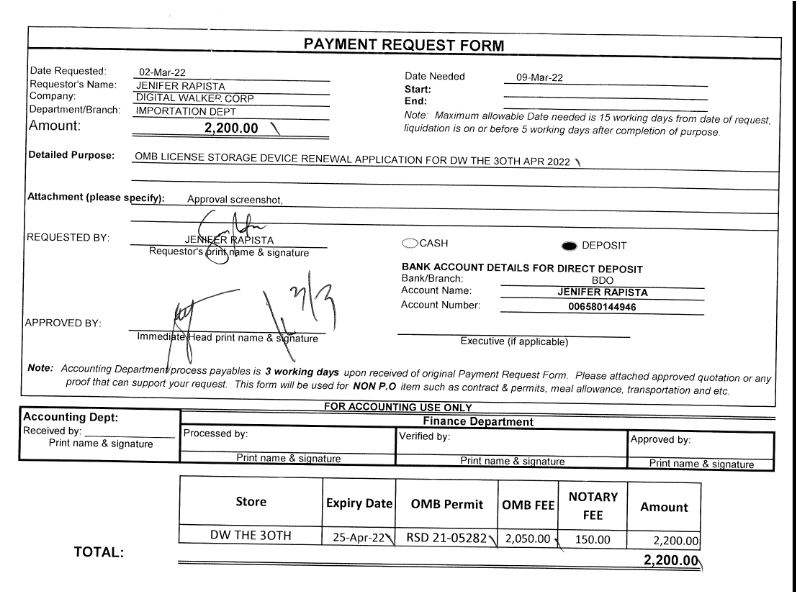 PAYMENT REQUEST FORM
Date Requested: 02-Mar-22
Requestor's Name: JENIFER RAPISTA
Company: DIGITAL WALKER CORP
Department/Branch: IMPORTATION DEPT
Amount: 2,200.00
Date Needed 09-Mar-22
Start:
End:
Note: Maximum allowable Date needed is 15 working days from date of request,
liquidation is on or before 5 working days after completion of purpose.
Detailed Purpose: OMB LICENSE STORAGE DEVICE RENEWAL APPLICATION FOR DW THE 3OTH APR 2022
Attachment (please specify): Approval screenshot,
REQUESTED BY: JENIFER RAPISTA
Requestor's print name & signature
CASH DEPOSIT
BANK ACCOUNT DETAILS FOR DIRECT DEPOSIT
Bank/Branch: BDO
Account Name: JENIFER RAPISTA
Account Number: 006580144946
APPROVED BY:
Immediate Head print name & signature
Executive (if applicable)
Note: Accounting Department process payables is 3 working days upon received of original Payment Request Form. Please attached approved quotation or any
proof that can support your request. This form will be used for NON P.O item such as contract & permits, meal allowance, transportation and etc.
FOR ACCOUNTING USE ONLY
Accounting Dept: Finance Department
Received by:
Print name & signature
Processed by: Verified by: Approved by:
Print name & signature Print name & signature Print name & signature
Store Expiry Date OMB Permit OMB FEE NOTARY FEE Amount
DW THE 3OTH 25-Apr-22 RSD 21-05282 2,050.00 150.00 2,200.00
TOTAL: 2,200.00